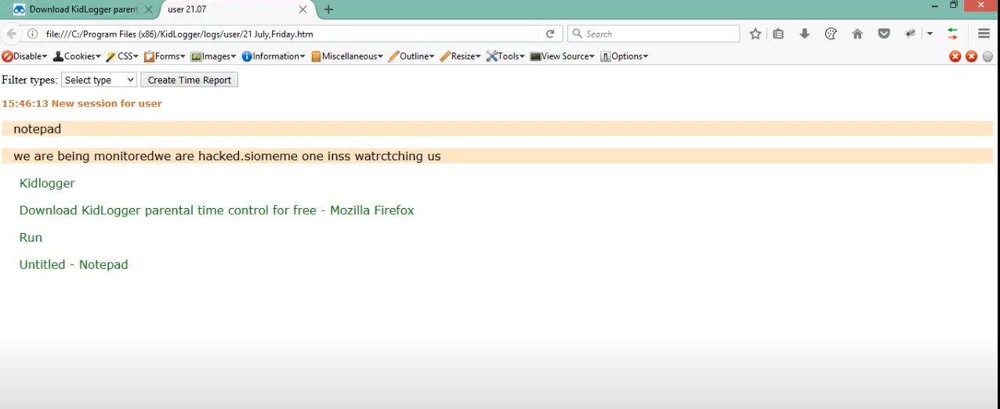 Download KidLogger parent
user 21.07
file:///C:/Program Files (x86)/KidLogger/logs/user/21 July,Friday.htm
Search
Disable Cookies CSS Forms Images Information Miscellaneous Outline Resize Tools View Source Options
Filter types: Select type Create Time Report
15:46:13 New session for user
notepad
we are being monitoredwe are hacked.siomeme one inss watrctching us
Kidlogger
Download KidLogger parental time control for free - Mozilla Firefox
Run
Untitled - Notepad